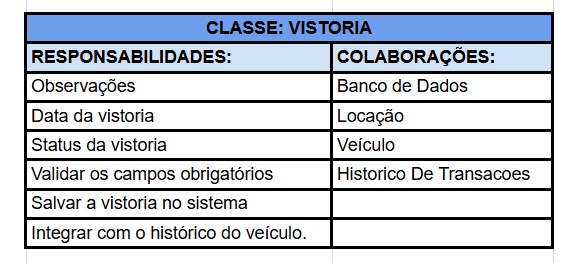 CLASSE: VISTORIA
RESPONSABILIDADES: COLABORAÇÕES:
Observações Banco de Dados
Data da vistoria Locação
Status da vistoria Veículo
Validar os campos obrigatórios Historico De Transacoes
Salvar a vistoria no sistema
Integrar com o histórico do veículo.